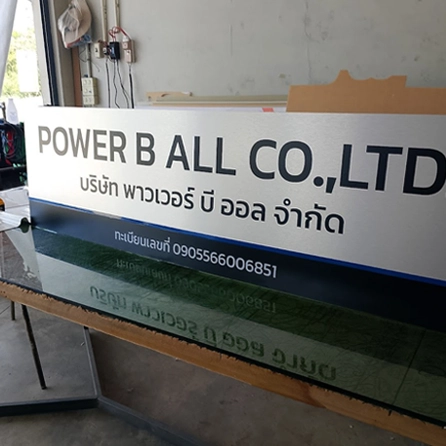 POWER B ALL CO.,LTD
บริษัท พาวเวอร์ บี ออล จำกัด
ทะเบียนเลขที่ 0905566006851